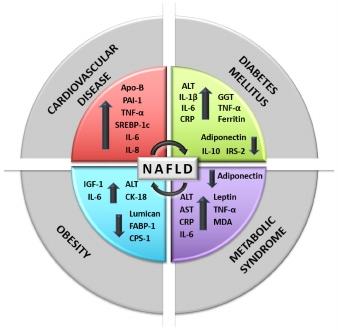 CARDIOVASCULAR
DISEASE
Apo-B
PAI-1
TNF-α
SREBP-1c
IL-6
IL-8
DIABETES
MELLITUS
ALT
IL-1β
IL-6
CRP
GGT
TNF-α
Ferritin
Adiponectin
IL-10 IRS-2
NAFLD
OBESITY
IGF-1
IL-6
ALT
CK-18
Lumican
FABP-1
CPS-1
METABOLIC
SYNDROME
Adiponectin
ALT
AST
CRP
IL-6
Leptin
TNF-α
MDA